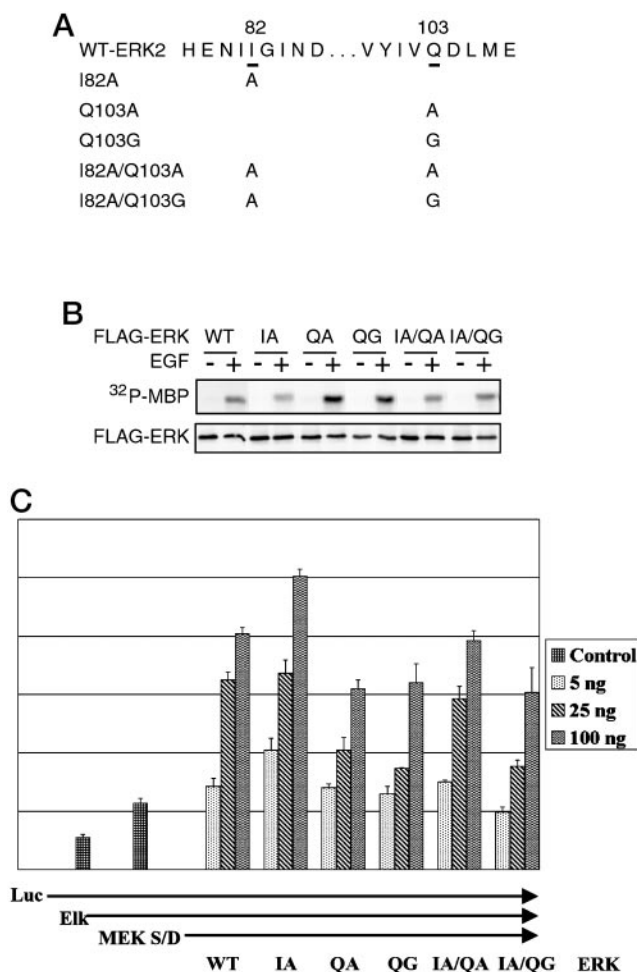 A
82 103
WT-ERK2 H E N I I G I N D . . . V Y I V Q D L M E
I82A A
Q103A A
Q103G G
I82A/Q103A A A
I82A/Q103G A G
B
FLAG-ERK WT IA QA QG IA/QA IA/QG
EGF - + - + - + - + - + - +
32P-MBP
FLAG-ERK
C
Control
5 ng
25 ng
100 ng
Luc
Elk
MEK S/D
WT IA QA QG IA/QA IA/QG ERK